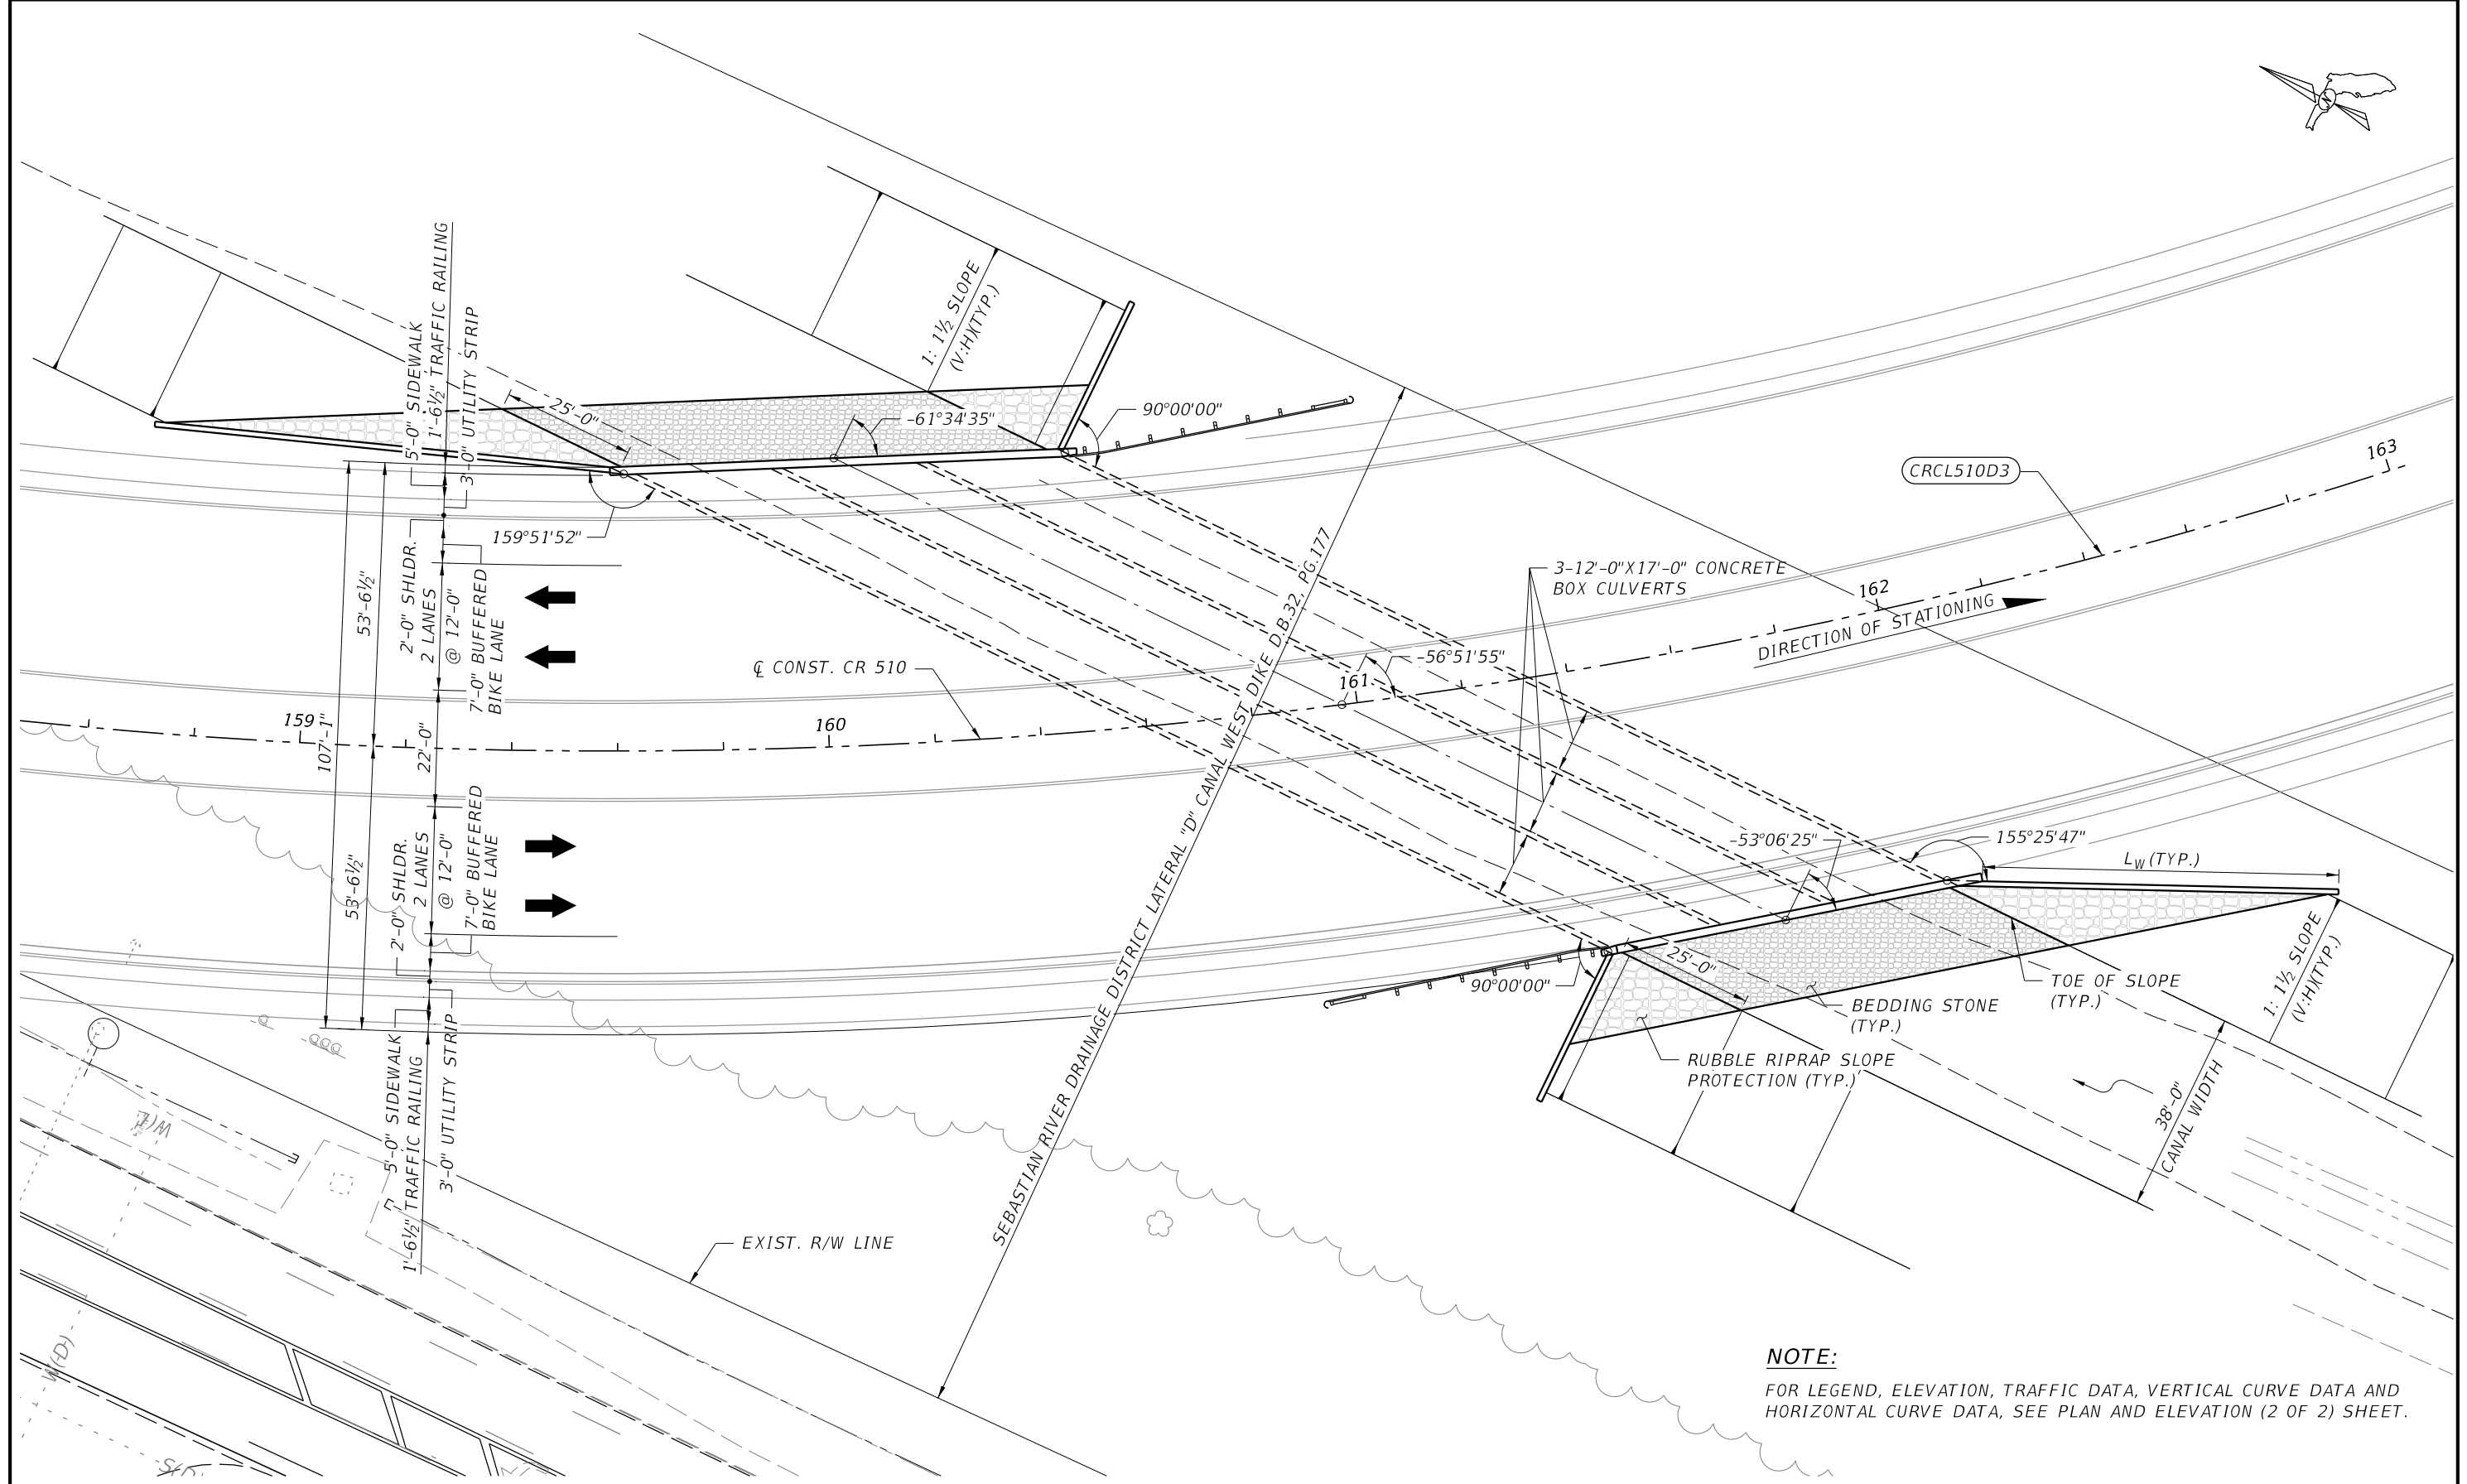 N
1: 1½ SLOPE
(V:H)(TYP.)
5'-0" SIDEWALK
1'-6½" TRAFFIC RAILING
3'-0" UTILITY STRIP
25'-0"
-61°34'35"
90°00'00"
163
CRCL510D3
159°51'52"
53'-6½"
2'-0" SHLDR.
2 LANES
@ 12'-0"
7'-0" BUFFERED
BIKE LANE
3-12'-0"X17'-0" CONCRETE
BOX CULVERTS
162
DIRECTION OF STATIONING
℄ CONST. CR 510
-56°51'55"
161
159
160
107'-1"
22'-0"
SEBASTIAN RIVER DRAINAGE DISTRICT LATERAL "D" CANAL WEST DIKE D.B.32, PG.177
53'-6½"
2'-0" SHLDR.
2 LANES
@ 12'-0"
7'-0" BUFFERED
BIKE LANE
-53°06'25"
155°25'47"
LW (TYP.)
25'-0"
90°00'00"
TOE OF SLOPE
(TYP.)
BEDDING STONE
(TYP.)
1: 1½ SLOPE
(V:H)(TYP.)
RUBBLE RIPRAP SLOPE
PROTECTION (TYP.)
38'-0"
CANAL WIDTH
5'-0" SIDEWALK
1'-6½" TRAFFIC RAILING
3'-0" UTILITY STRIP
EXIST. R/W LINE
W(-D-)
NOTE:
FOR LEGEND, ELEVATION, TRAFFIC DATA, VERTICAL CURVE DATA AND
HORIZONTAL CURVE DATA, SEE PLAN AND ELEVATION (2 OF 2) SHEET.